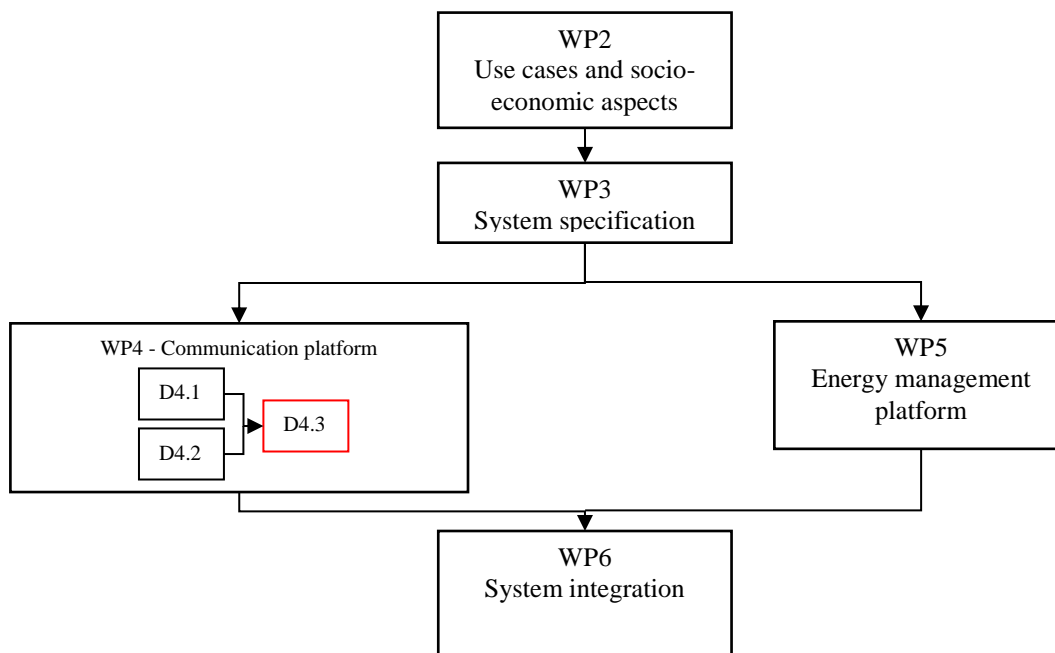 WP2
Use cases and socio-
economic aspects
WP3
System specification
WP4 - Communication platform
D4.1
D4.2
D4.3
WP5
Energy management
platform
WP6
System integration